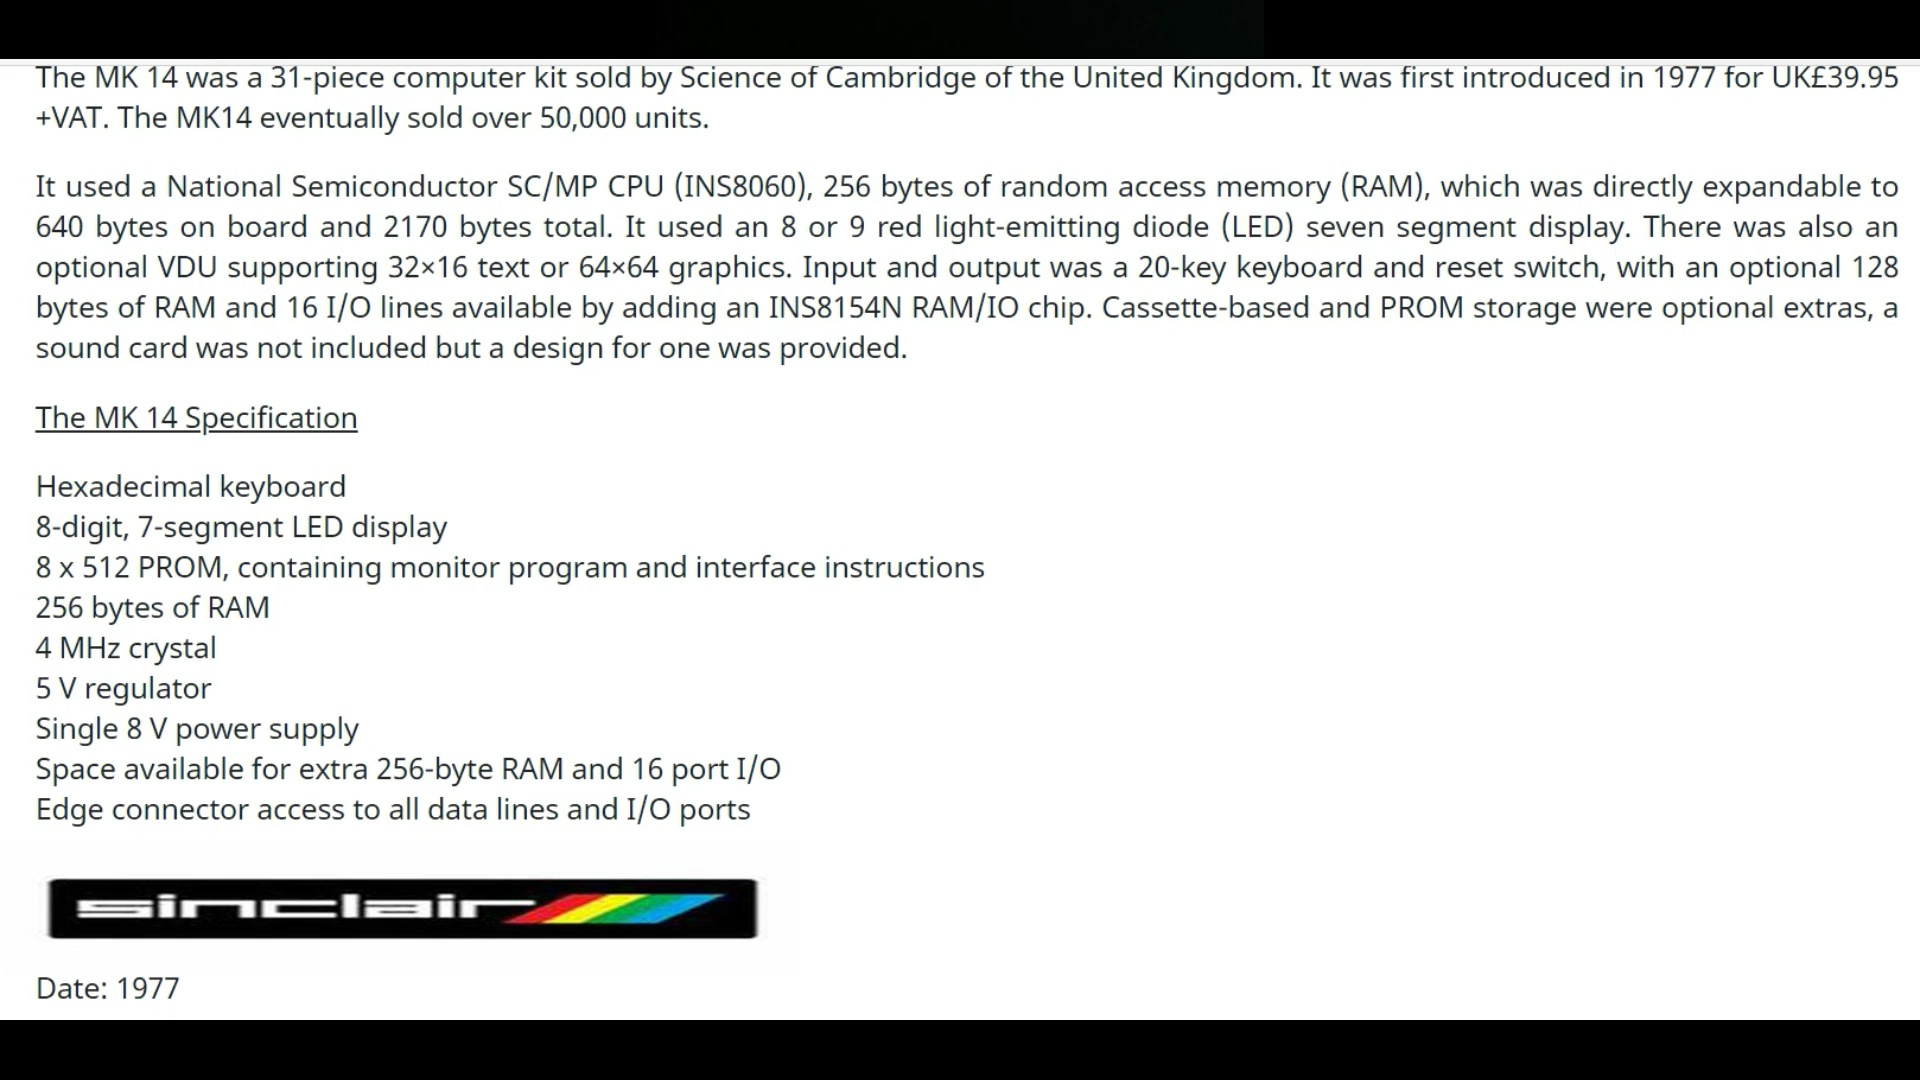 The MK 14 was a 31-piece computer kit sold by Science of Cambridge of the United Kingdom. It was first introduced in 1977 for UK£39.95
+VAT. The MK14 eventually sold over 50,000 units.
It used a National Semiconductor SC/MP CPU (INS8060), 256 bytes of random access memory (RAM), which was directly expandable to
640 bytes on board and 2170 bytes total. It used an 8 or 9 red light-emitting diode (LED) seven segment display. There was also an
optional VDU supporting 32×16 text or 64×64 graphics. Input and output was a 20-key keyboard and reset switch, with an optional 128
bytes of RAM and 16 I/O lines available by adding an INS8154N RAM/IO chip. Cassette-based and PROM storage were optional extras, a
sound card was not included but a design for one was provided.
The MK 14 Specification
Hexadecimal keyboard
8-digit, 7-segment LED display
8 x 512 PROM, containing monitor program and interface instructions
256 bytes of RAM
4 MHz crystal
5 V regulator
Single 8 V power supply
Space available for extra 256-byte RAM and 16 port I/O
Edge connector access to all data lines and I/O ports
sinclair
Date: 1977